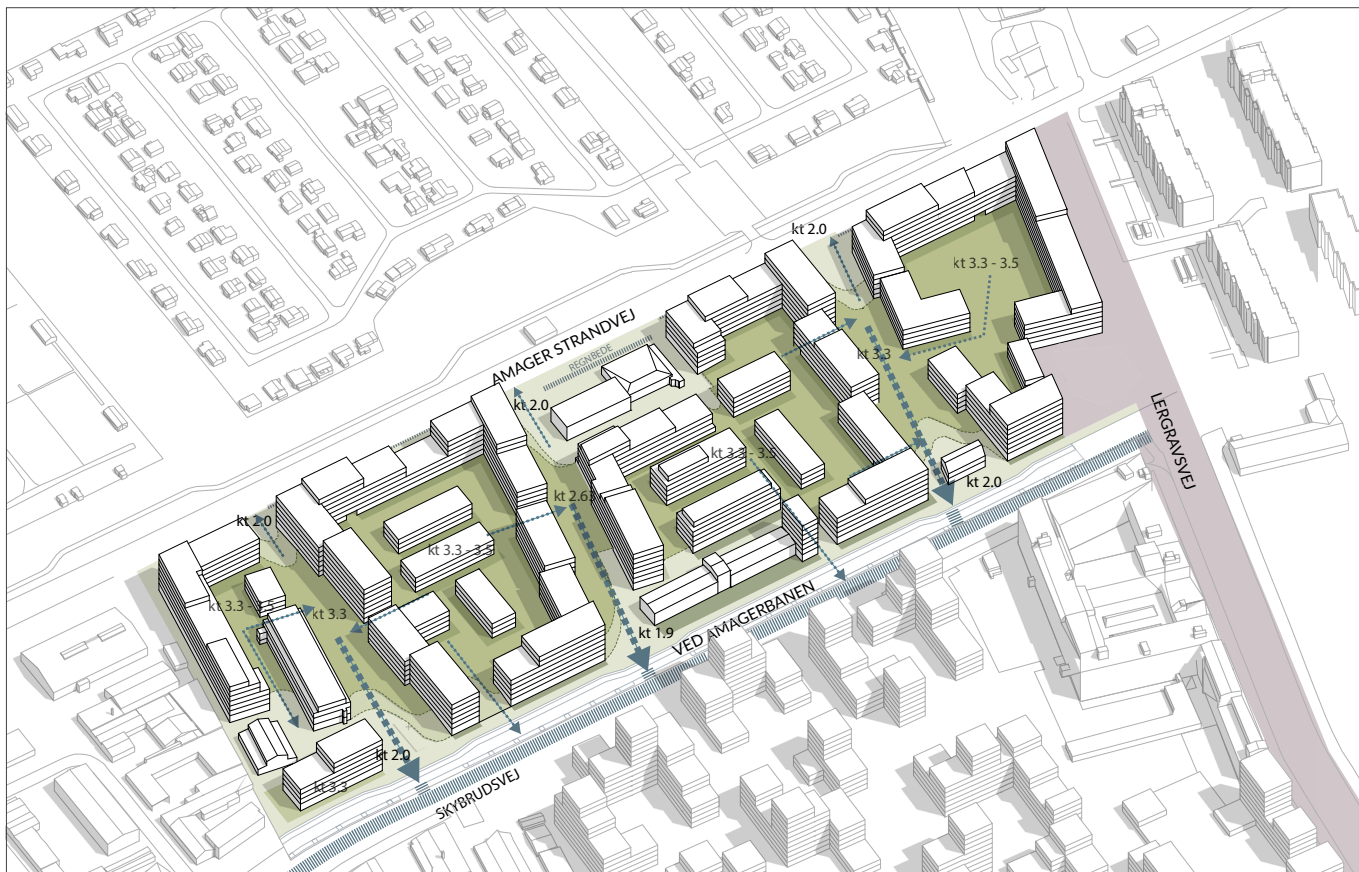 kt 2.0
kt 3.3 - 3.5
AMAGER STRANDVEJ
kt 3.3
REGNBEDE
LERGRAVSVEJ
kt 2.0
kt 3.3 - 3.5
kt 2.0
kt 2.63
kt 2.0
kt 3.3 - 3.5
kt 3.3 - 3.5
kt 3.3
kt 1.9
VED AMAGERBANEN
kt 2.0
kt 3.3
SKYBRUDSVEJ